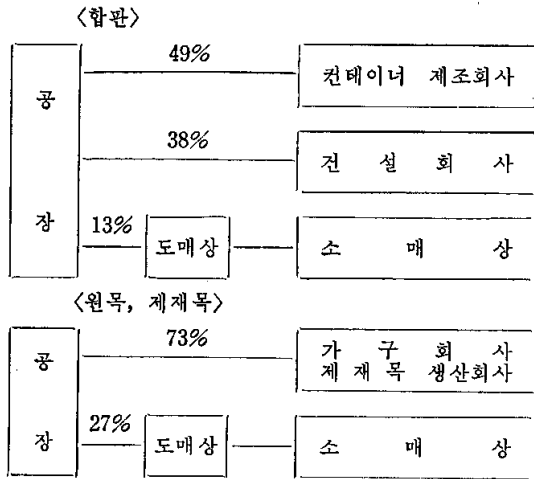 〈합판〉
49%
컨테이너 제조회사
공
38%
건 설 회 사
장
13%
도매상
소 매 상
〈원목, 제재목〉
73%
가 구 회 사
제 재 목 생산회사
공
27%
장
도매상
소 매 상